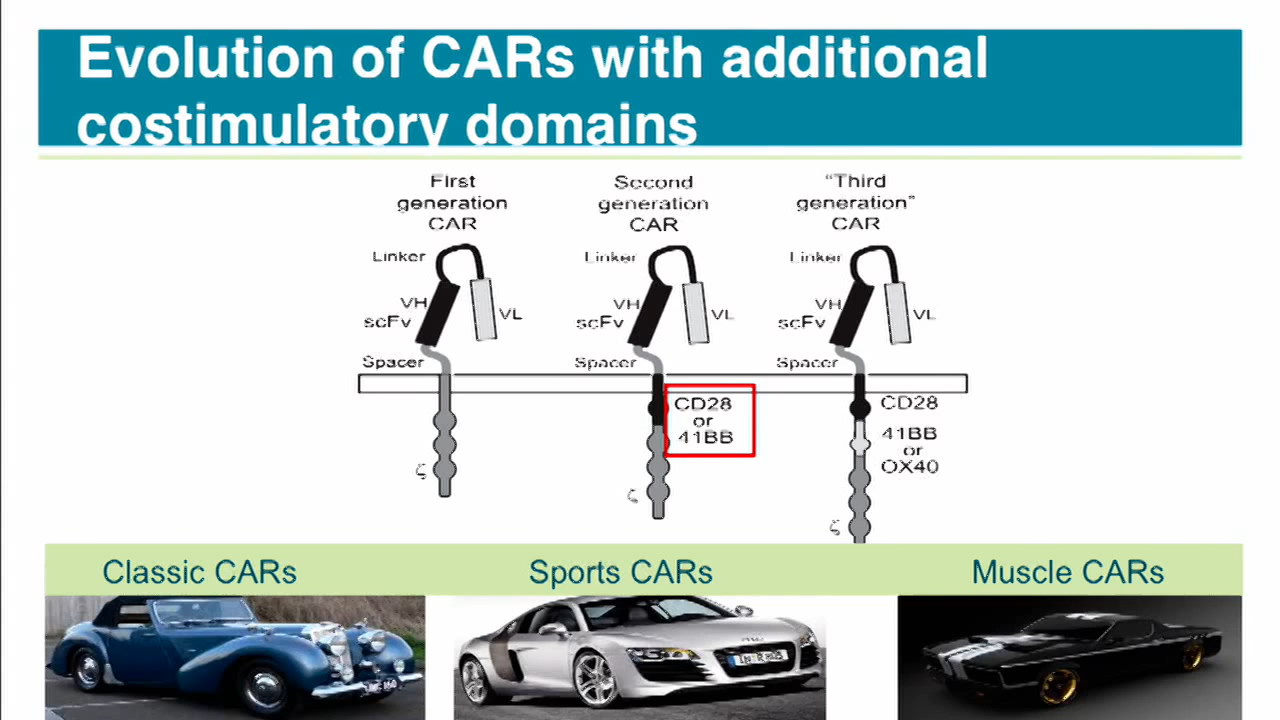 Evolution of CARs with additional
costimulatory domains
First
generation
CAR
Second
generation
CAR
“Third
generation”
CAR
Linker
VH
scFv
VL
Spacer
ζ
Linker
VH
scFv
VL
Spacer
CD28
or
41BB
ζ
Linker
VH
scFv
VL
Spacer
CD28
41BB
or
OX40
ζ
Classic CARs
Sports CARs
Muscle CARs